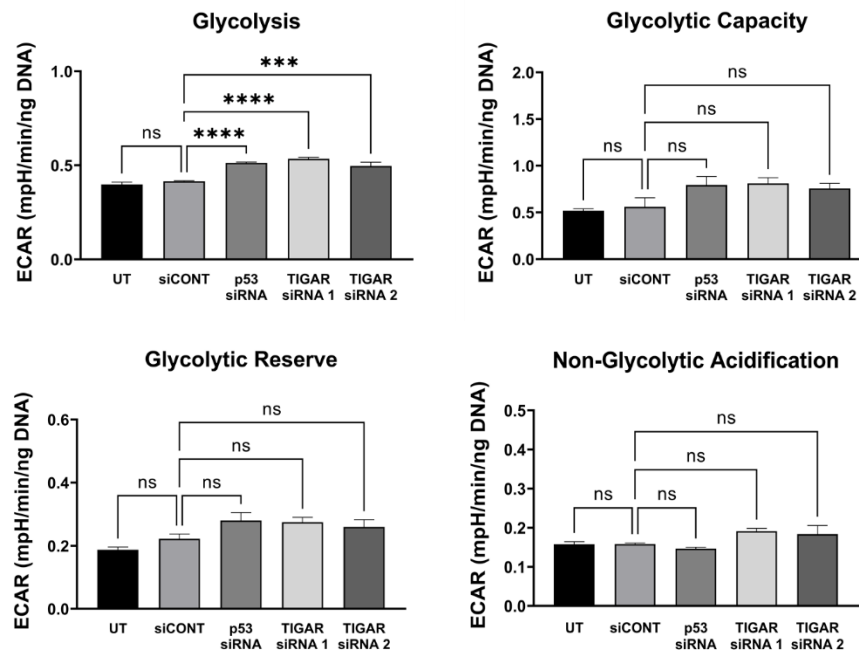 Glycolysis
ECAR (mpH/min/ng DNA)
1.0
0.5
0.0
ns
****
****
***
UT
siCONT
p53
siRNA
TIGAR
siRNA 1
TIGAR
siRNA 2
Glycolytic Capacity
ECAR (mpH/min/ng DNA)
2.0
1.5
1.0
0.5
0.0
ns
ns
ns
ns
UT
siCONT
p53
siRNA
TIGAR
siRNA 1
TIGAR
siRNA 2
Glycolytic Reserve
ECAR (mpH/min/ng DNA)
0.6
0.4
0.2
0.0
ns
ns
ns
ns
UT
siCONT
p53
siRNA
TIGAR
siRNA 1
TIGAR
siRNA 2
Non-Glycolytic Acidification
ECAR (mpH/min/ng DNA)
0.5
0.4
0.3
0.2
0.1
0.0
ns
ns
ns
ns
UT
siCONT
p53
siRNA
TIGAR
siRNA 1
TIGAR
siRNA 2